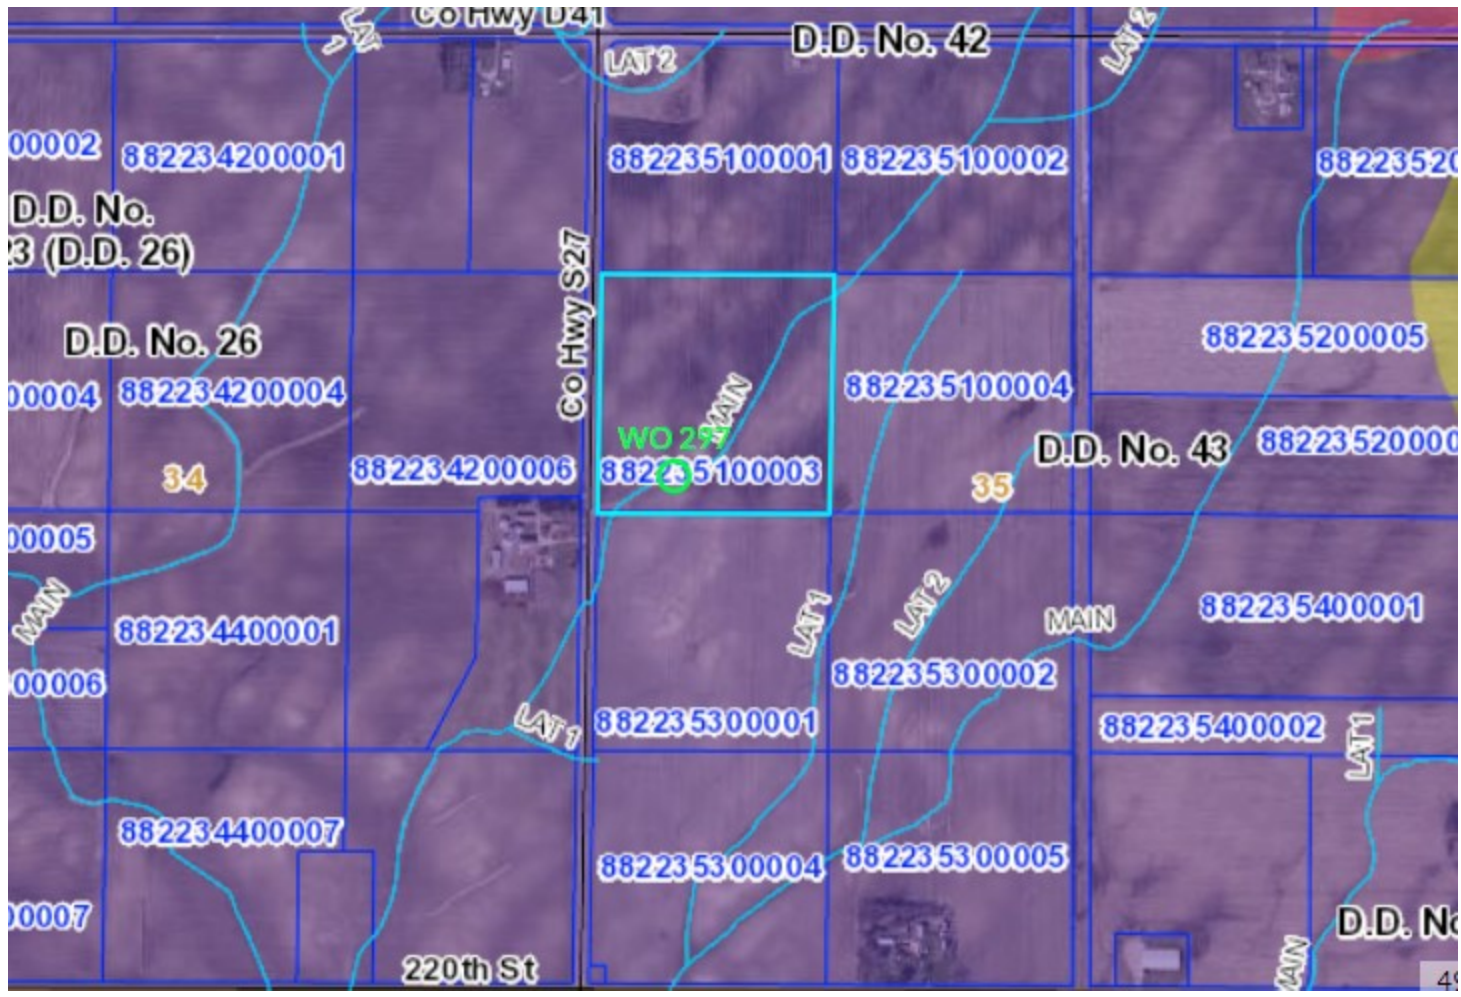 Co Hwy D41
LAT
1
LAT 2
D.D. No. 42
LAT 2
00002
882234200001
882235100001
882235100002
88223520
D.D. No.
23 (D.D. 26)
Co Hwy S27
D.D. No. 26
882235200005
00004
882234200004
882235100004
MAIN
WO 297
D.D. No. 43
88223520000
34
882234200006
882235100003
35
00005
MAIN
882234400001
LAT 1
LAT 2
MAIN
882235400001
00006
882235300002
LAT 1
882235300001
882235400002
LAT 1
882234400007
882235300004
882235300005
00007
D.D. No
220th St
MAIN
49